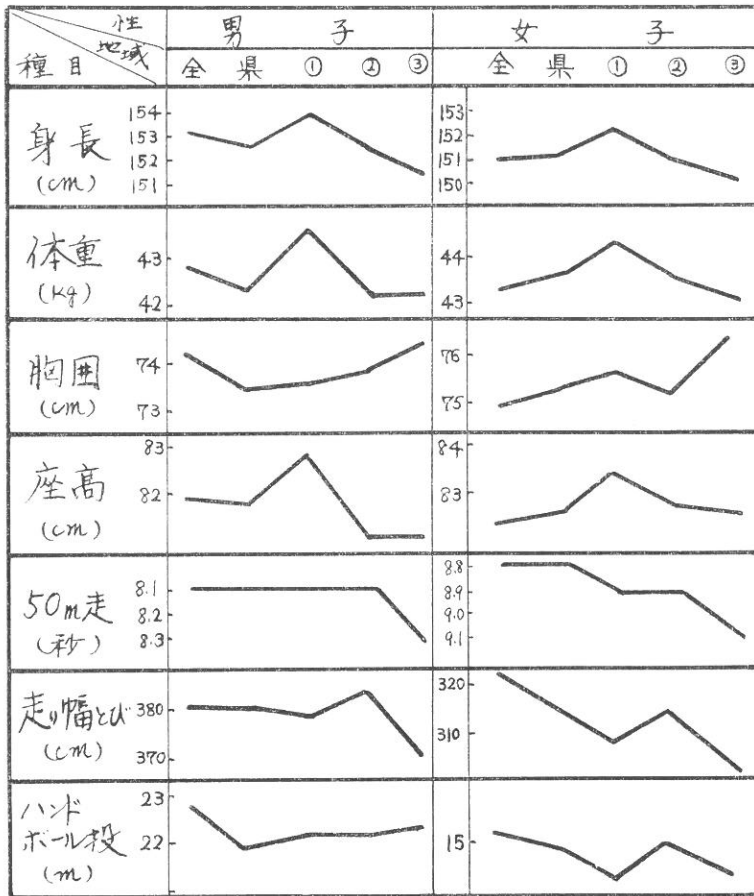 性
地域
種目
男 子
女 子
全 県 ① ② ③
全 県 ① ② ③
身長
(cm)
154
153
152
151
153
152
151
150
体重
(kg)
43
42
44
43
胸囲
(cm)
74
73
76
75
座高
(cm)
83
82
84
83
50m走
(秒)
8.1
8.2
8.3
8.8
8.9
9.0
9.1
走り幅とび
(cm)
380
370
320
310
ハンド
ボール投
(m)
23
22
15